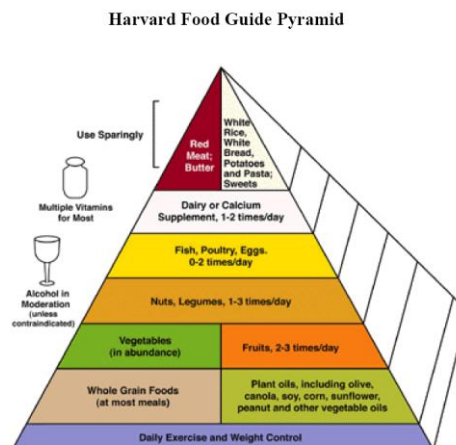 Harvard Food Guide Pyramid
Use Sparingly
Red
Meat;
Butter
White
Rice,
White
Bread,
Potatoes
and Pasta;
Sweets
Multiple Vitamins
for Most
Dairy or Calcium
Supplement, 1-2 times/day
Fish, Poultry, Eggs.
0-2 times/day
Alcohol in
Moderation
(unless
contraindicated)
Nuts, Legumes, 1-3 times/day
Vegetables
(in abundance)
Fruits, 2-3 times/day
Whole Grain Foods
(at most meals)
Plant oils, including olive,
canola, soy, corn, sunflower,
peanut and other vegetable oils
Daily Exercise and Weight Control